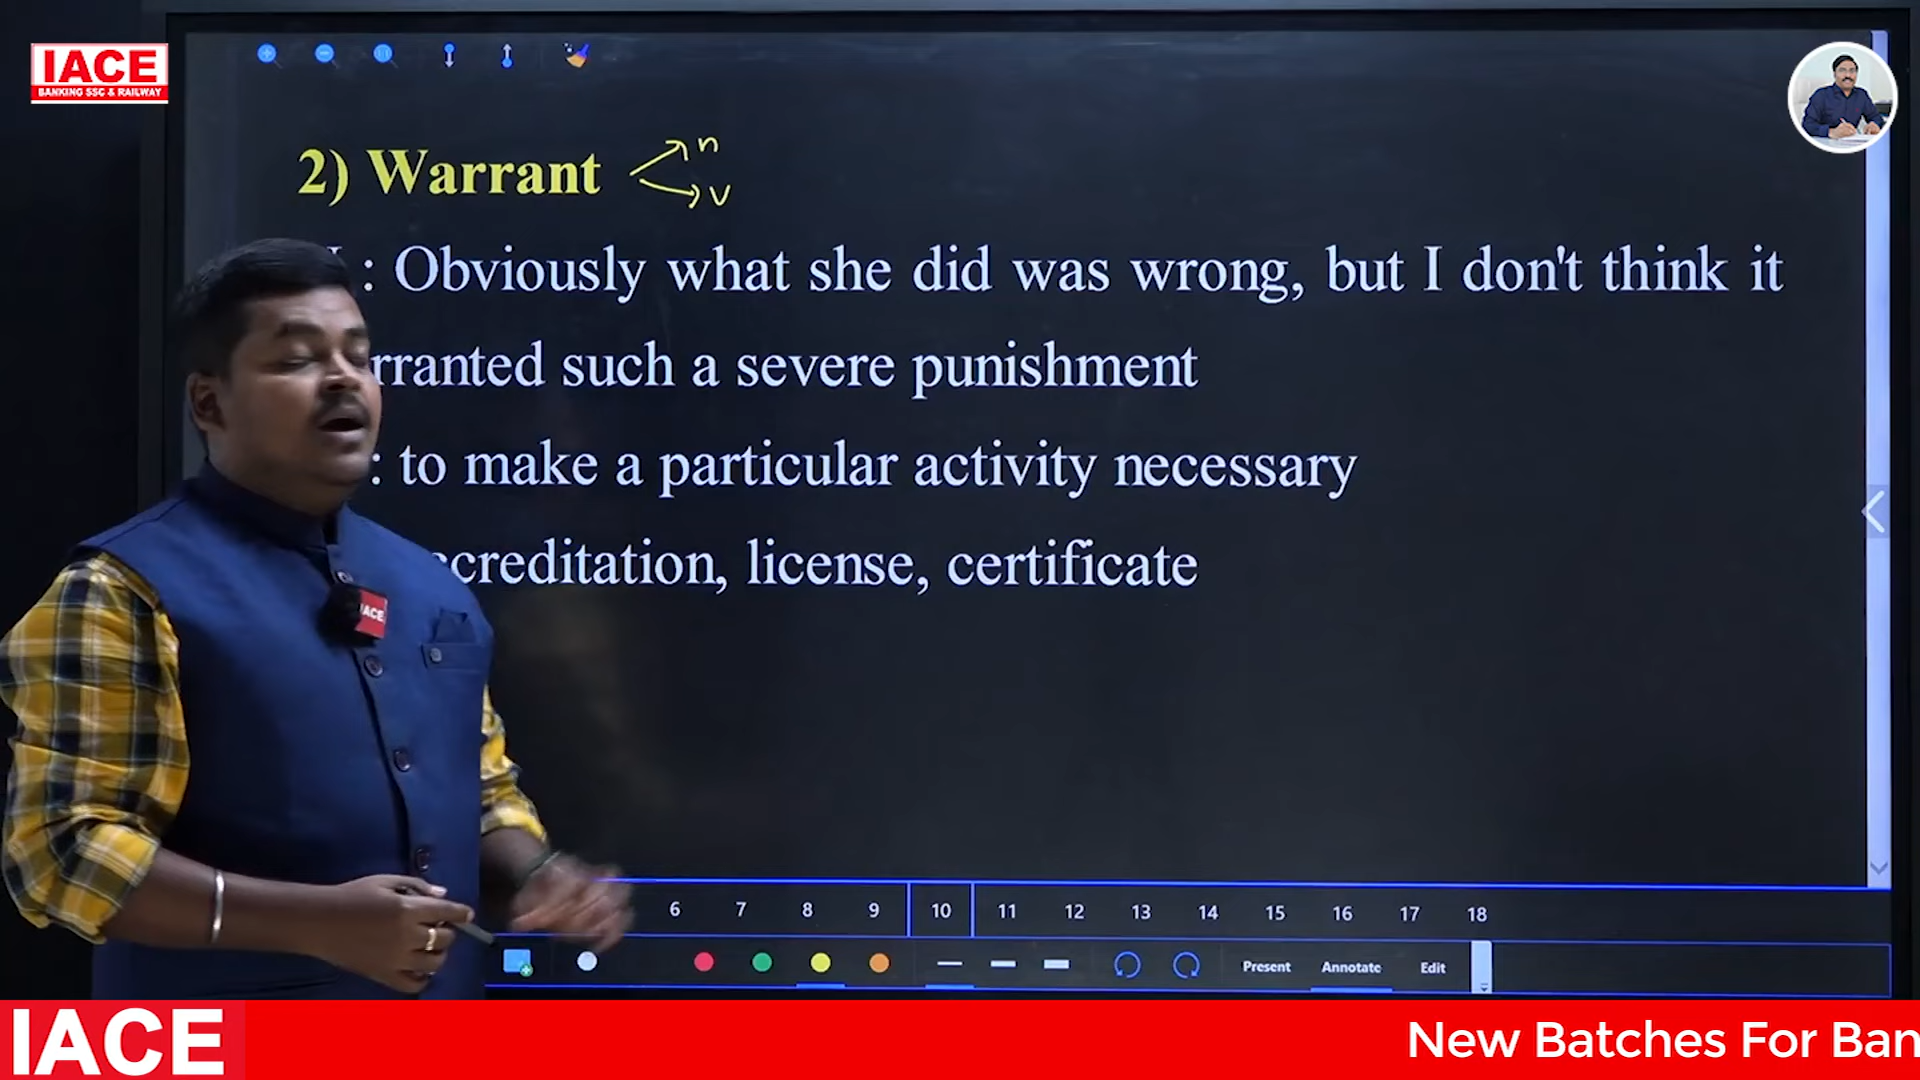 IACE
BANKING SSC & RAILWAY
2) Warrant
n
v
: Obviously what she did was wrong, but I don't think it
rranted such a severe punishment
: to make a particular activity necessary
ccreditation, license, certificate
IACE
6 7 8 9 10 11 12 13 14 15 16 17 18
Present Annotate Edit
IACE
New Batches For Ban